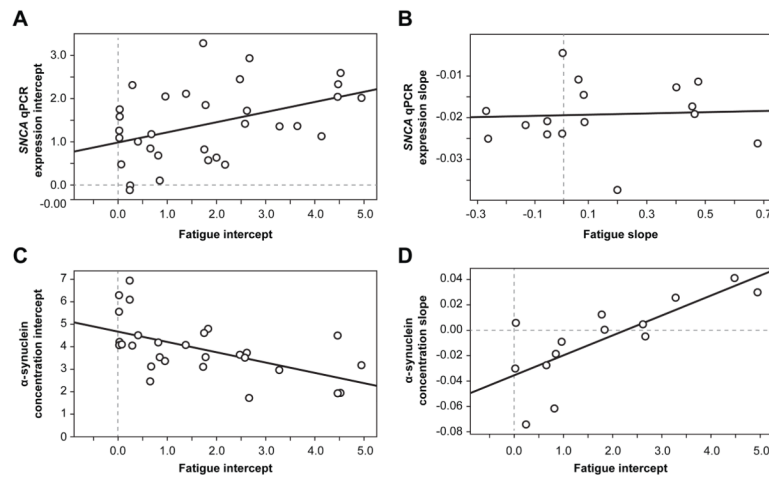 A
SNCA qPCR
expression intercept
3.0
2.0
1.0
0.0
-0.00
0.0 1.0 2.0 3.0 4.0 5.0
Fatigue intercept
B
SNCA qPCR
expression slope
-0.01
-0.02
-0.03
-0.3 -0.1 0.1 0.3 0.5 0.7
Fatigue slope
C
α-synuclein
concentration intercept
7
6
5
4
3
2
1
0
0.0 1.0 2.0 3.0 4.0 5.0
Fatigue intercept
D
α-synuclein
concentration slope
0.04
0.02
0.00
-0.02
-0.04
-0.06
-0.08
0.0 1.0 2.0 3.0 4.0 5.0
Fatigue intercept